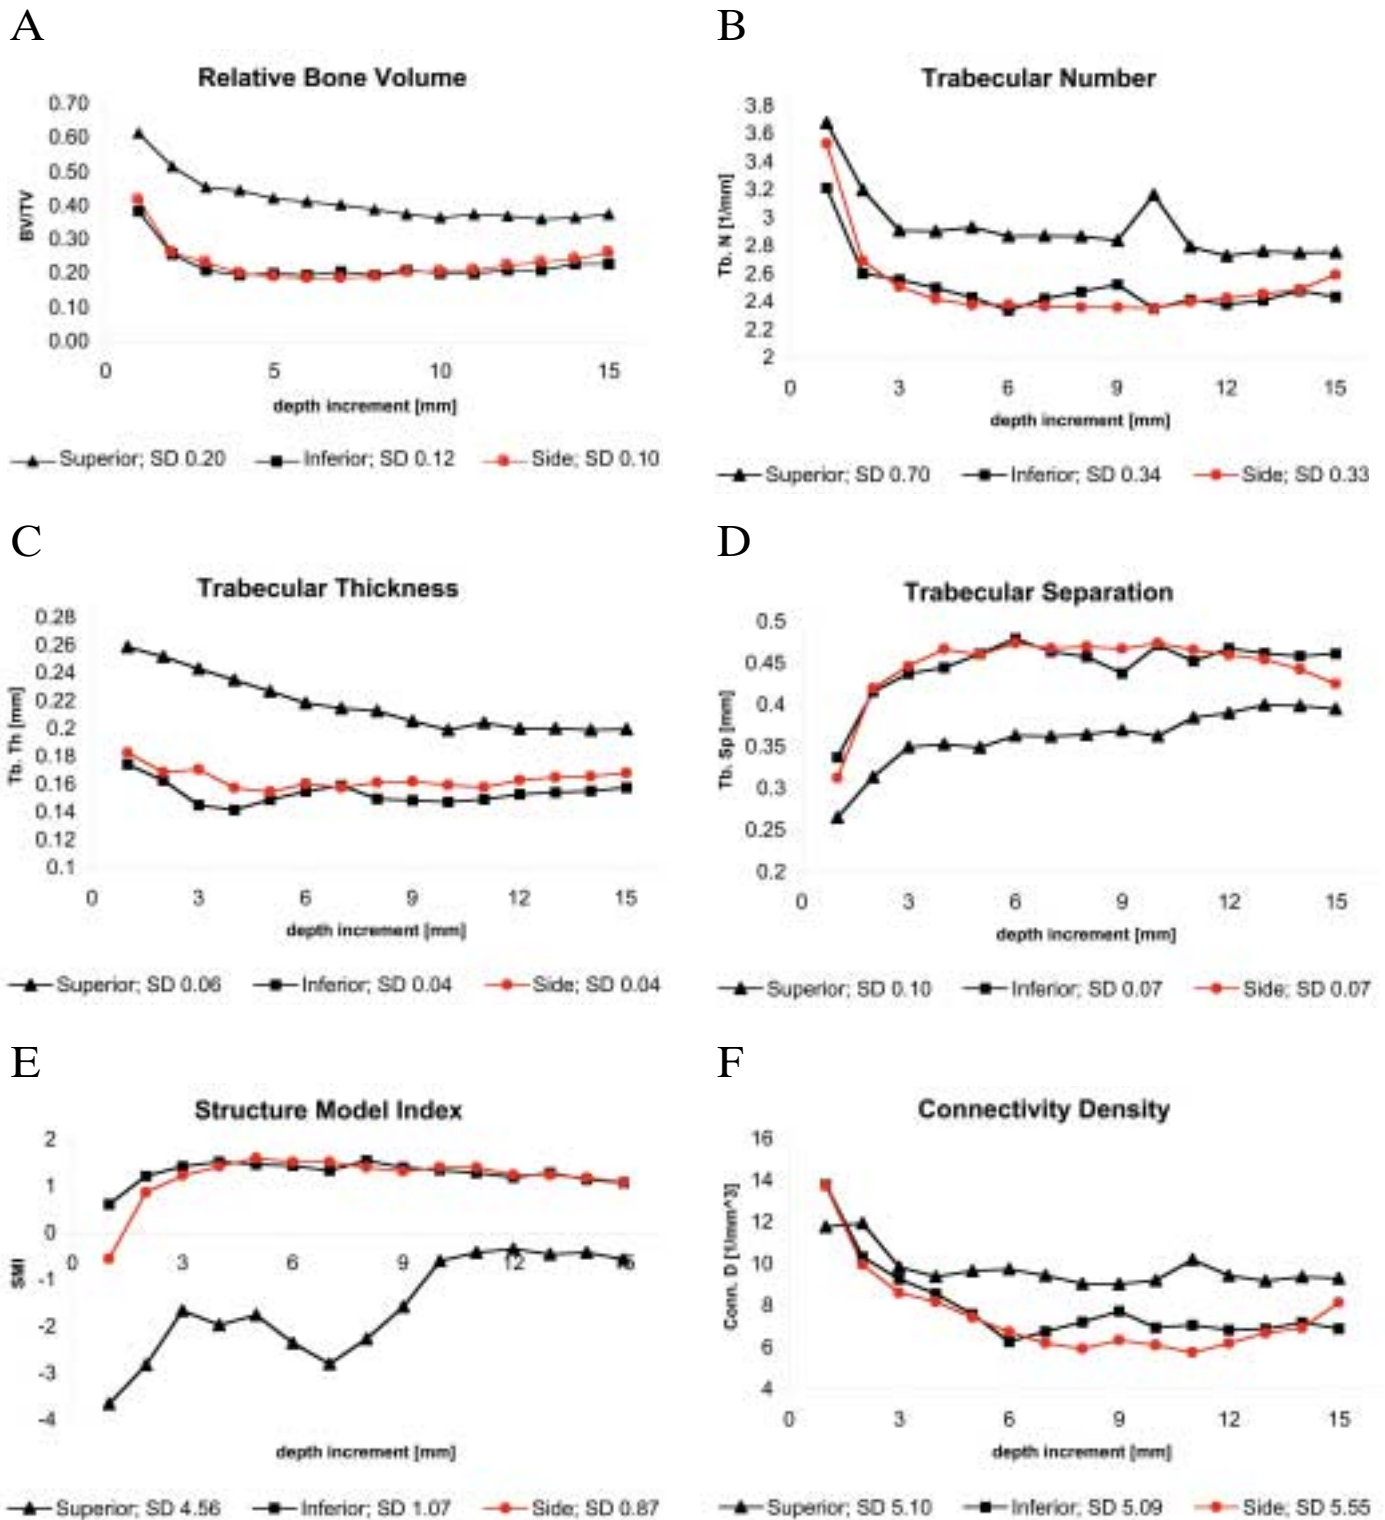 A
Relative Bone Volume
0.70
0.60
0.50
0.40
0.30
0.20
0.10
0.00
BV/TV
0 5 10 15
depth increment [mm]
Superior; SD 0.20 Inferior; SD 0.12 Side; SD 0.10
B
Trabecular Number
3.8
3.6
3.4
3.2
3
2.8
2.6
2.4
2.2
2
Tb. N [1/mm]
0 3 6 9 12 15
depth increment [mm]
Superior; SD 0.70 Inferior; SD 0.34 Side; SD 0.33
C
Trabecular Thickness
0.28
0.26
0.24
0.22
0.2
0.18
0.16
0.14
0.12
0.1
Tb. Th [mm]
0 3 6 9 12 15
depth increment [mm]
Superior; SD 0.06 Inferior; SD 0.04 Side; SD 0.04
D
Trabecular Separation
0.5
0.45
0.4
0.35
0.3
0.25
0.2
Tb. Sp [mm]
0 3 6 9 12 15
depth increment [mm]
Superior; SD 0.10 Inferior; SD 0.07 Side; SD 0.07
E
Structure Model Index
2
1
0
-1
-2
-3
-4
SMI
0 3 6 9 12 15
depth increment [mm]
Superior; SD 4.56 Inferior; SD 1.07 Side; SD 0.87
F
Connectivity Density
16
14
12
10
8
6
4
Conn. D [1/mm^3]
0 3 6 9 12 15
depth increment [mm]
Superior; SD 5.10 Inferior; SD 5.09 Side; SD 5.55